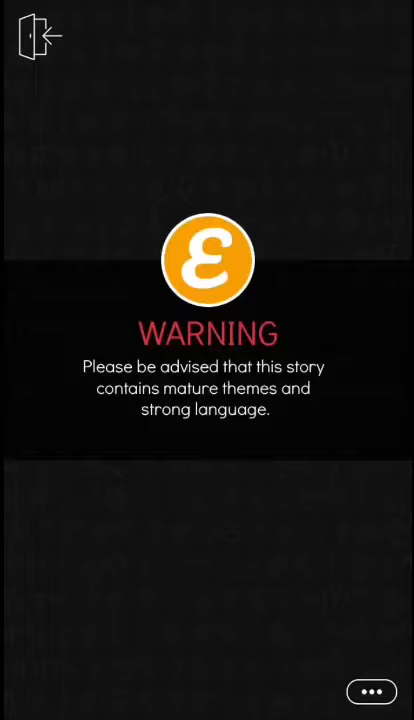 ε
WARNING
Please be advised that this story
contains mature themes and
strong language.